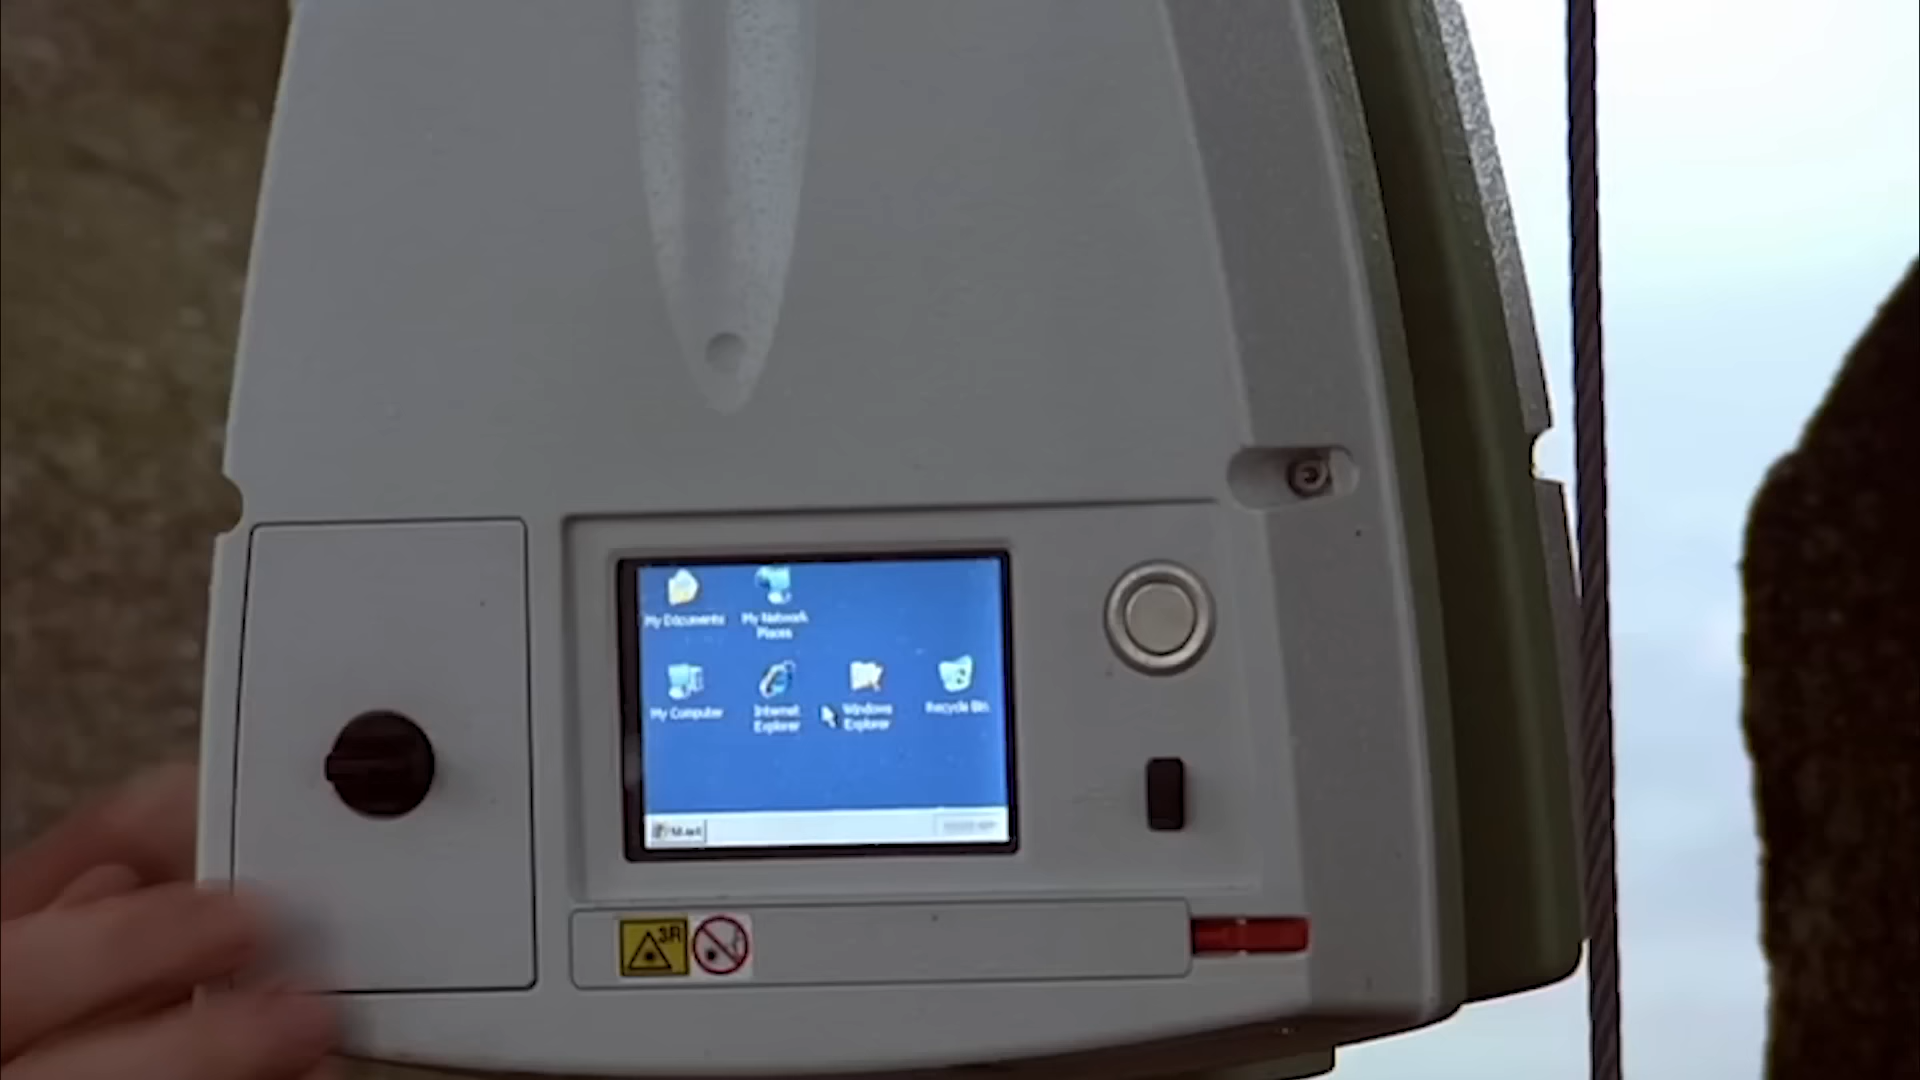 My Documents
My Network
Places
My Computer
Internet
Explorer
Windows
Explorer
Recycle Bin
Start
3R